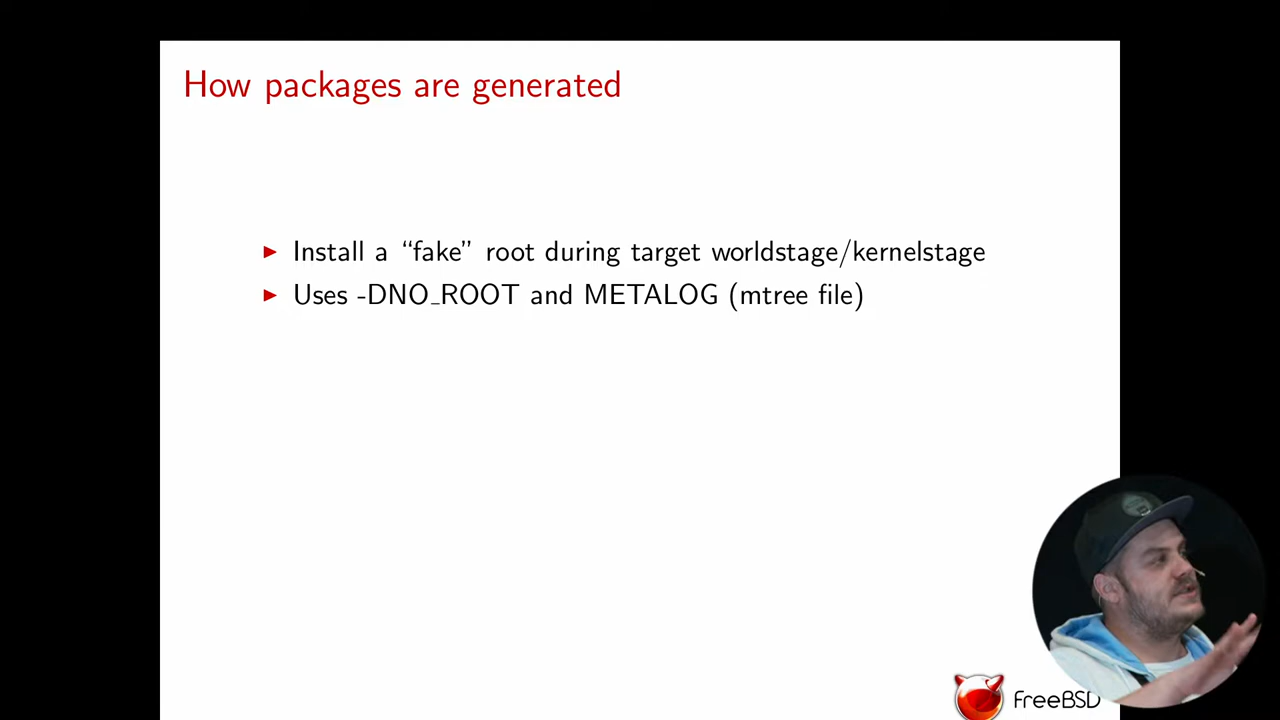 How packages are generated
▶ Install a “fake” root during target worldstage/kernelstage
▶ Uses -DNO_ROOT and METALOG (mtree file)
FreeBSD